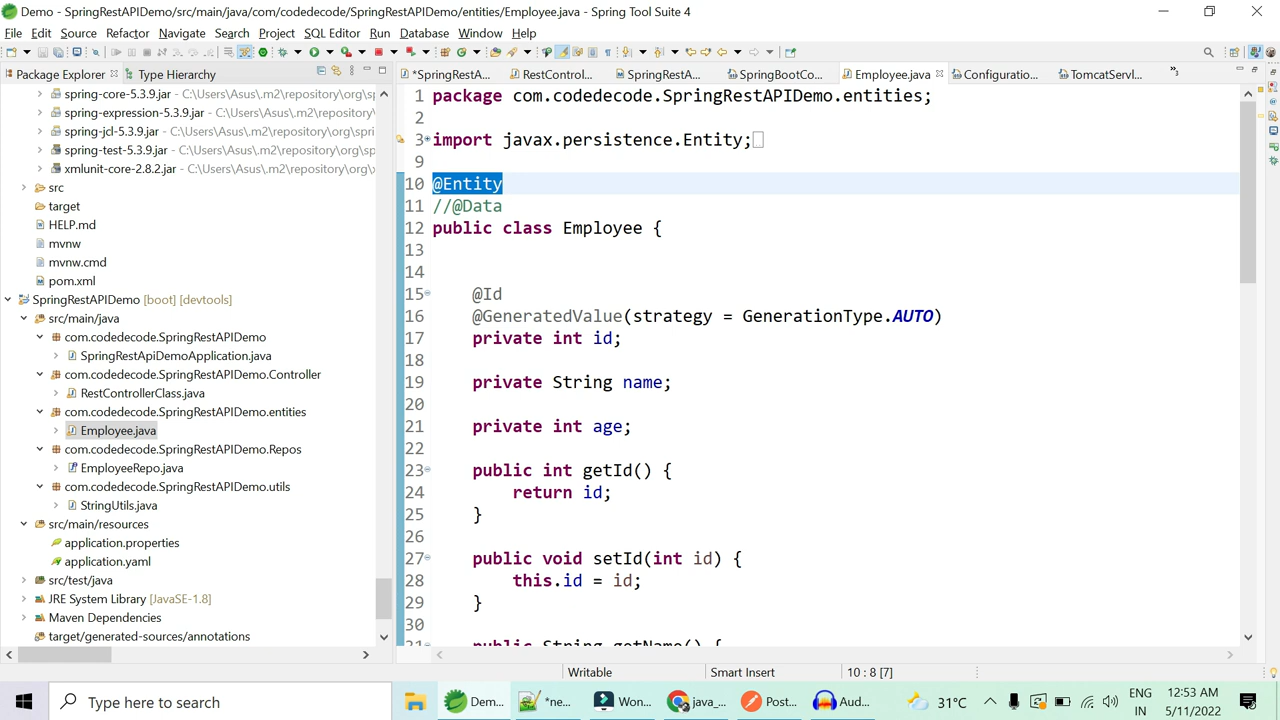 Demo - SpringRestAPIDemo/src/main/java/com/codedecode/SpringRestAPIDemo/entities/Employee.java - Spring Tool Suite 4
File Edit Source Refactor Navigate Search Project SQL Editor Run Database Window Help
Package Explorer Type Hierarchy
*SpringRestA... RestControl... SpringRestA... SpringBootCo... Employee.java Configuratio... TomcatServl...
spring-core-5.3.9.jar - C:\Users\Asus\.m2\repository\org\sp
spring-expression-5.3.9.jar - C:\Users\Asus\.m2\repository
spring-jcl-5.3.9.jar - C:\Users\Asus\.m2\repository\org\spri
spring-test-5.3.9.jar - C:\Users\Asus\.m2\repository\org\sp
xmlunit-core-2.8.2.jar - C:\Users\Asus\.m2\repository\org\x
src
target
HELP.md
mvnw
mvnw.cmd
pom.xml
SpringRestAPIDemo [boot] [devtools]
src/main/java
com.codedecode.SpringRestAPIDemo
SpringRestApiDemoApplication.java
com.codedecode.SpringRestAPIDemo.Controller
RestControllerClass.java
com.codedecode.SpringRestAPIDemo.entities
Employee.java
com.codedecode.SpringRestAPIDemo.Repos
EmployeeRepo.java
com.codedecode.SpringRestAPIDemo.utils
StringUtils.java
src/main/resources
application.properties
application.yaml
src/test/java
JRE System Library [JavaSE-1.8]
Maven Dependencies
target/generated-sources/annotations
1 package com.codedecode.SpringRestAPIDemo.entities;
2
3 import javax.persistence.Entity;
9
10 @Entity
11 //@Data
12 public class Employee {
13
14
15 @Id
16 @GeneratedValue(strategy = GenerationType.AUTO)
17 private int id;
18
19 private String name;
20
21 private int age;
22
23 public int getId() {
24 return id;
25 }
26
27 public void setId(int id) {
28 this.id = id;
29 }
30
31 public String getName() {
Writable Smart Insert 10 : 8 [7]
Type here to search
Dem... *ne... Won... java_... Post... Aud... 31°C
ENG
IN
12:53 AM
5/11/2022